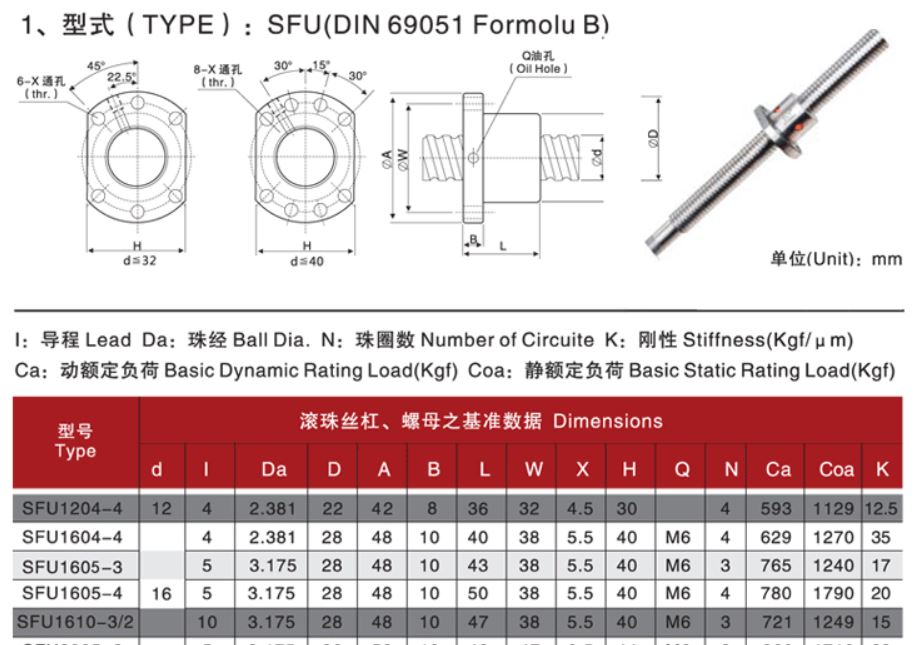 1、型式（TYPE）：SFU(DIN 69051 Formolu B)
45°
22.5°
6-X 通孔
(thr.)
8-X 通孔
(thr.)
30°
15°
30°
Q油孔
(Oil Hole)
∅A
∅W
∅d
∅D
B
L
H
d≦32
H
d≦40
单位(Unit)：mm
I：导程 Lead Da：珠经 Ball Dia. N：珠圈数 Number of Circuite K：刚性 Stiffness(Kgf/μm)
Ca：动额定负荷 Basic Dynamic Rating Load(Kgf) Coa：静额定负荷 Basic Static Rating Load(Kgf)
型号
Type
滚珠丝杠、螺母之基准数据 Dimensions
d I Da D A B L W X H Q N Ca Coa K
SFU1204-4 12 4 2.381 22 42 8 36 32 4.5 30 4 593 1129 12.5
SFU1604-4 4 2.381 28 48 10 40 38 5.5 40 M6 4 629 1270 35
SFU1605-3 5 3.175 28 48 10 43 38 5.5 40 M6 3 765 1240 17
SFU1605-4 16 5 3.175 28 48 10 50 38 5.5 40 M6 4 780 1790 20
SFU1610-3/2 10 3.175 28 48 10 47 38 5.5 40 M6 3 721 1249 15